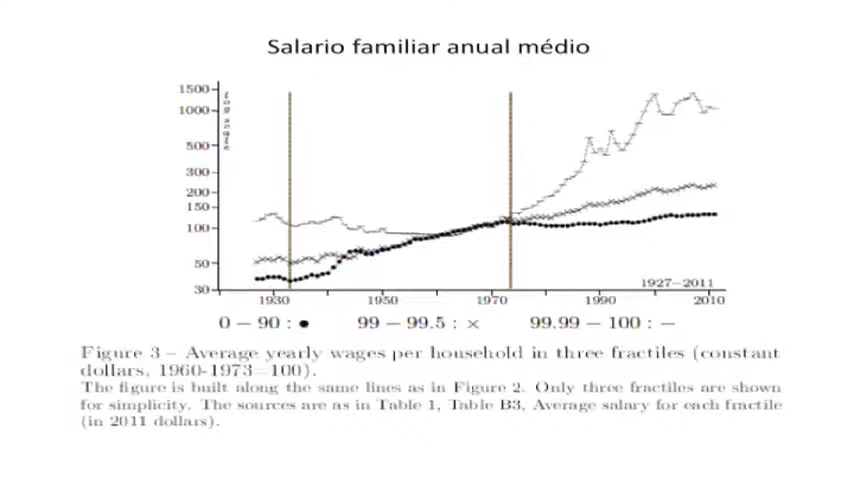 Salario familiar anual médio
1500
1000
500
300
200
150
100
50
30
log scale
1927–2011
1930 1950 1970 1990 2010
0 – 90 : ● 99 – 99.5 : × 99.99 – 100 : –
Figure 3 – Average yearly wages per household in three fractiles (constant
dollars, 1960-1973=100).
The figure is built along the same lines as in Figure 2. Only three fractiles are shown
for simplicity. The sources are as in Table 1, Table B3, Average salary for each fractile
(in 2011 dollars).